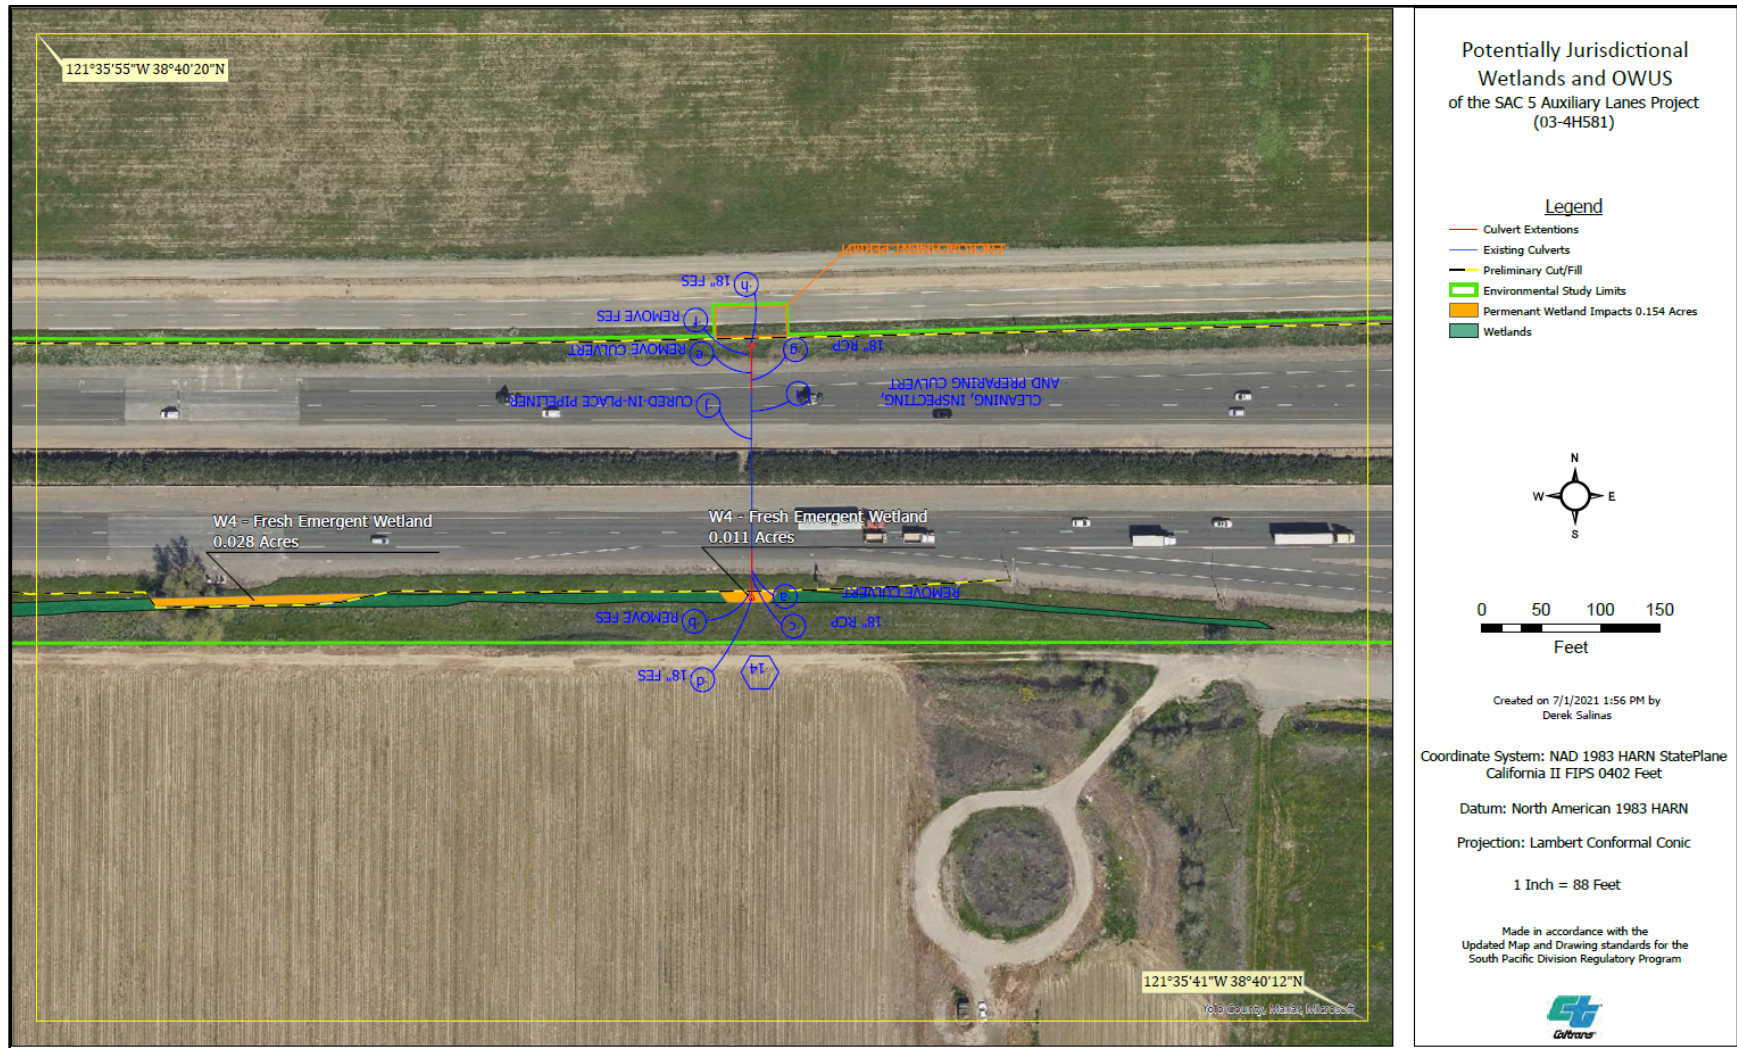 121°35'55"W 38°40'20"N
ENCROACHMENT PERMIT
h
18" FES
f
REMOVE FES
e
REMOVE CULVERT
g
18" RCP
i
CLEANING, INSPECTING,
AND PREPARING CULVERT
j
CURED-IN-PLACE PIPELINER
W4 - Fresh Emergent Wetland
0.028 Acres
W4 - Fresh Emergent Wetland
0.011 Acres
a
REMOVE CULVERT
b
REMOVE FES
c
18" RCP
d
18" FES
14
121°35'41"W 38°40'12"N
Yolo County, Maxar, Microsoft
Potentially Jurisdictional
Wetlands and OWUS
of the SAC 5 Auxiliary Lanes Project
(03-4H581)
Legend
Culvert Extentions
Existing Culverts
Preliminary Cut/Fill
Environmental Study Limits
Permenant Wetland Impacts 0.154 Acres
Wetlands
N
W E
S
0 50 100 150
Feet
Created on 7/1/2021 1:56 PM by
Derek Salinas
Coordinate System: NAD 1983 HARN StatePlane
California II FIPS 0402 Feet
Datum: North American 1983 HARN
Projection: Lambert Conformal Conic
1 Inch = 88 Feet
Made in accordance with the
Updated Map and Drawing standards for the
South Pacific Division Regulatory Program
ct
Caltrans